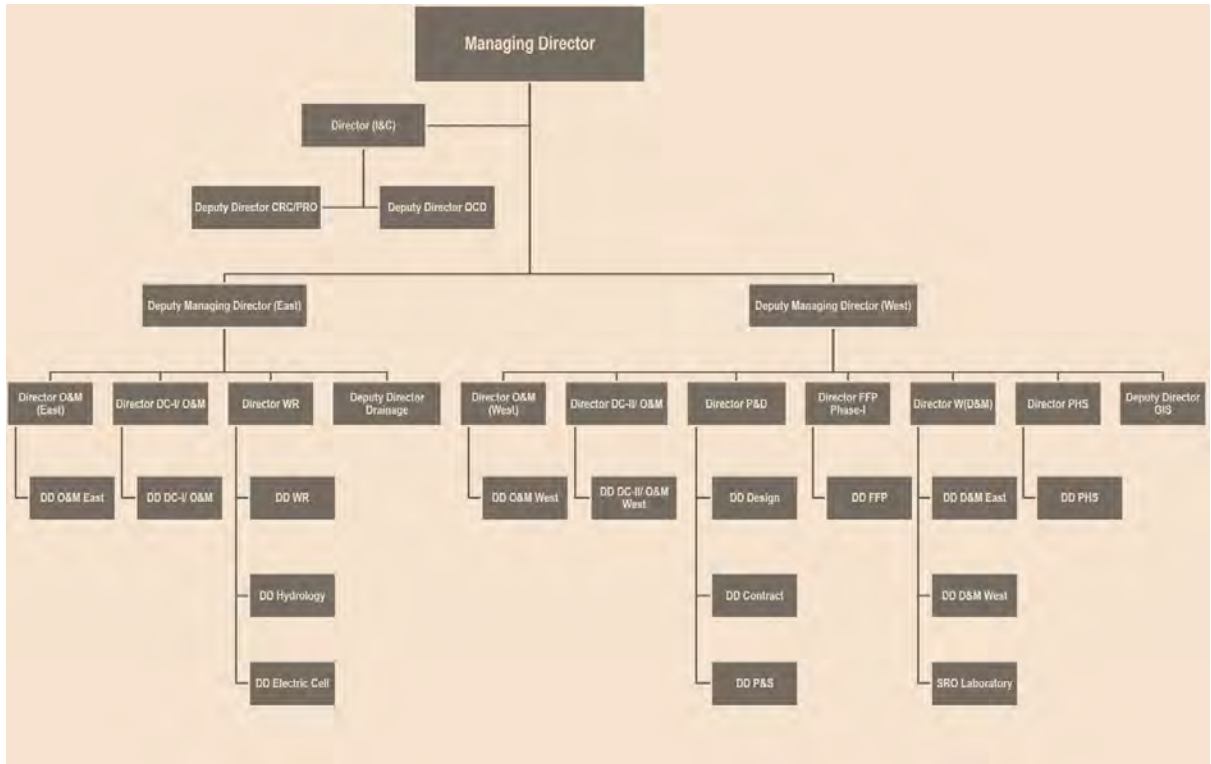 Managing Director
Director (I&C)
Deputy Director CRC/PRO
Deputy Director OCD
Deputy Managing Director (East)
Deputy Managing Director (West)
Director O&M
(East)
Director DC-I/ O&M
Director WR
Deputy Director
Drainage
Director O&M
(West)
Director DC-II/ O&M
Director P&D
Director FFP
Phase-I
Director W(D&M)
Director PHS
Deputy Director
GIS
DD O&M East
DD DC-I/ O&M
DD WR
DD O&M West
DD DC-II/ O&M
West
DD Design
DD FFP
DD D&M East
DD PHS
DD Hydrology
DD Contract
DD D&M West
DD Electric Cell
DD P&S
SRO Laboratory